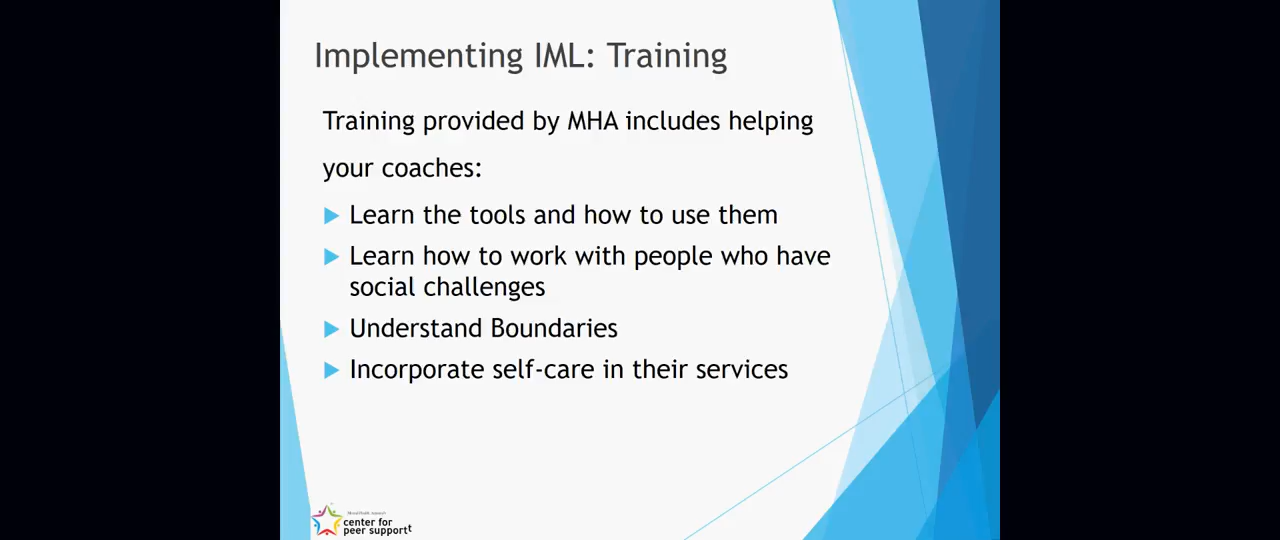 Implementing IML: Training
Training provided by MHA includes helping
your coaches:
Learn the tools and how to use them
Learn how to work with people who have
social challenges
Understand Boundaries
Incorporate self-care in their services
center for
peer support